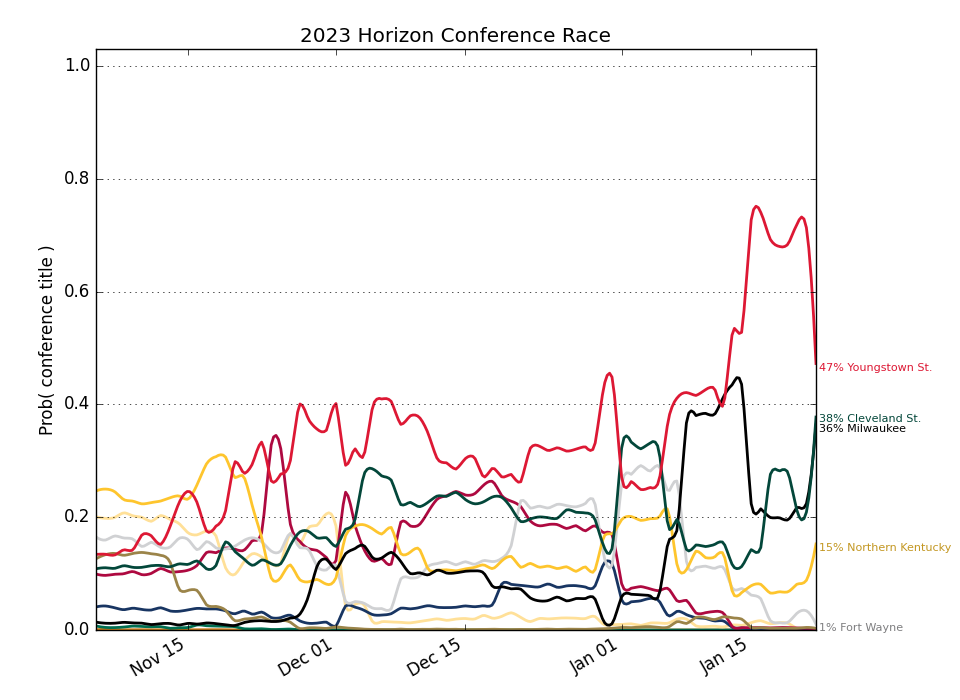 2023 Horizon Conference Race
Prob( conference title )
1.0
0.8
0.6
0.4
0.2
0.0
47% Youngstown St.
38% Cleveland St.
36% Milwaukee
15% Northern Kentucky
1% Fort Wayne
Nov 15
Dec 01
Dec 15
Jan 01
Jan 15